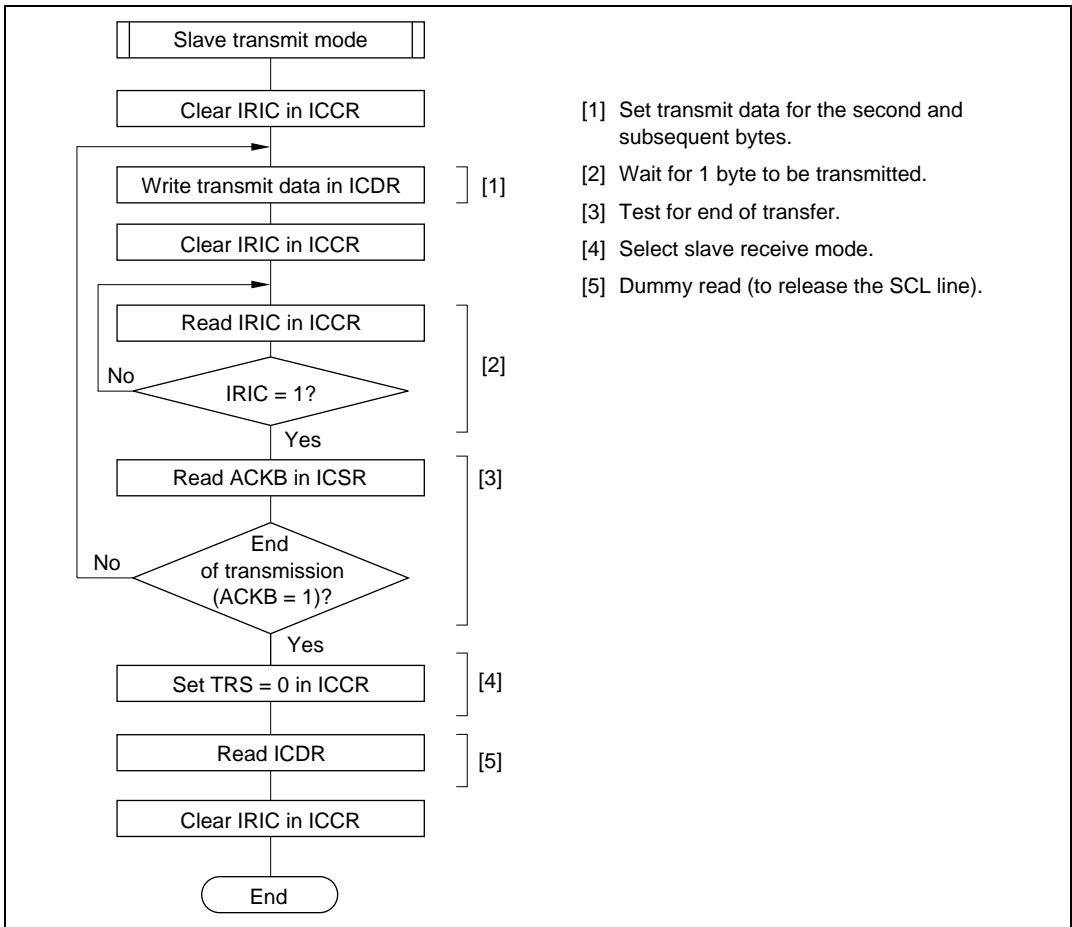 Slave transmit mode
Clear IRIC in ICCR
Write transmit data in ICDR
[1]
Clear IRIC in ICCR
Read IRIC in ICCR
[2]
No
IRIC = 1?
Yes
Read ACKB in ICSR
[3]
No
End
of transmission
(ACKB = 1)?
Yes
Set TRS = 0 in ICCR
[4]
Read ICDR
[5]
Clear IRIC in ICCR
End
[1] Set transmit data for the second and
subsequent bytes.
[2] Wait for 1 byte to be transmitted.
[3] Test for end of transfer.
[4] Select slave receive mode.
[5] Dummy read (to release the SCL line).